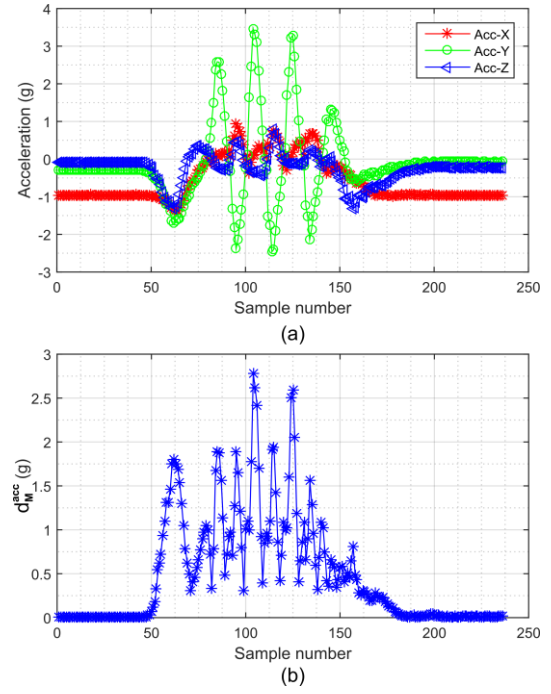 Acc-X
Acc-Y
Acc-Z
4
3
2
1
0
-1
-2
-3
Acceleration (g)
0 50 100 150 200 250
Sample number
(a)
3
2.5
2
1.5
1
0.5
0
d_M^acc (g)
0 50 100 150 200 250
Sample number
(b)